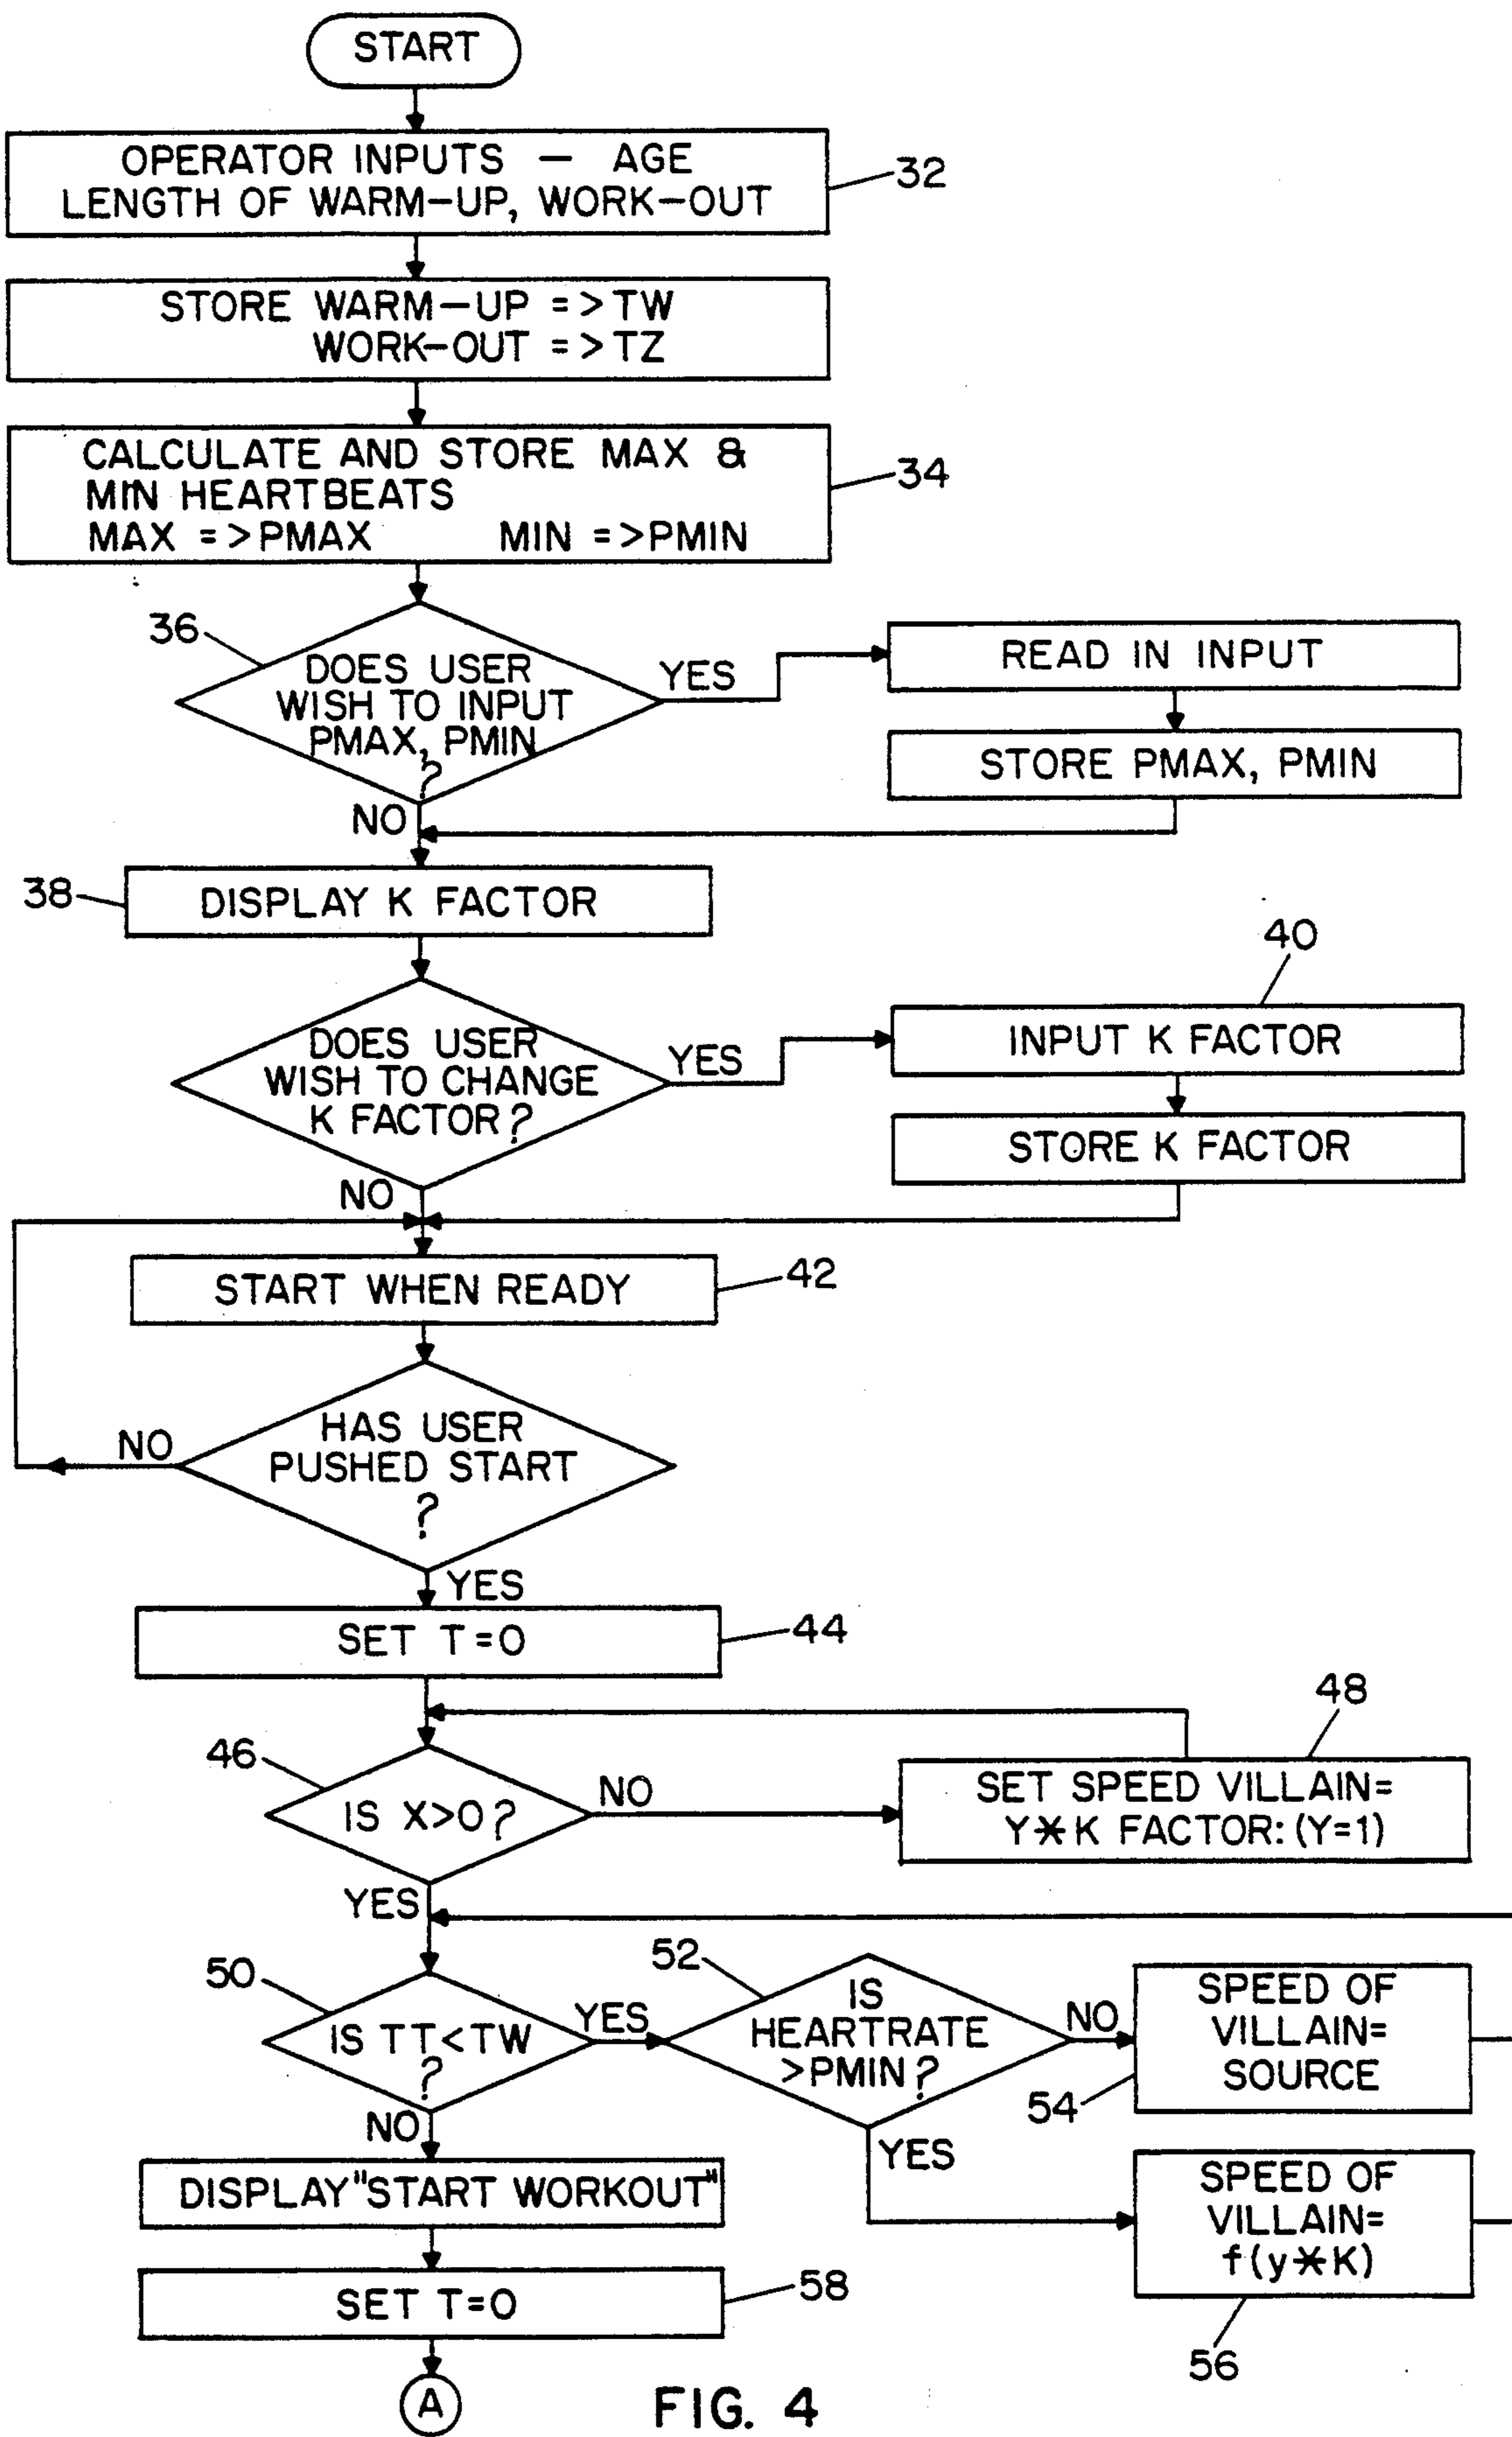 START
OPERATOR INPUTS — AGE
LENGTH OF WARM-UP, WORK-OUT
32
STORE WARM-UP =>TW
WORK-OUT =>TZ
CALCULATE AND STORE MAX &
MIN HEARTBEATS
MAX =>PMAX MIN =>PMIN
34
36
DOES USER
WISH TO INPUT
PMAX, PMIN
?
YES
READ IN INPUT
STORE PMAX, PMIN
NO
38
DISPLAY K FACTOR
40
DOES USER
WISH TO CHANGE
K FACTOR?
YES
INPUT K FACTOR
STORE K FACTOR
NO
START WHEN READY
42
HAS USER
PUSHED START
?
NO
YES
SET T=0
44
46
IS X>0?
NO
48
SET SPEED VILLAIN=
Y*K FACTOR: (Y=1)
YES
50
IS TT<TW
?
YES
52
IS
HEARTRATE
>PMIN?
NO
SPEED OF
VILLAIN=
SOURCE
54
NO
YES
DISPLAY"START WORKOUT"
SPEED OF
VILLAIN=
f(y*K)
56
SET T=0
58
A
FIG. 4